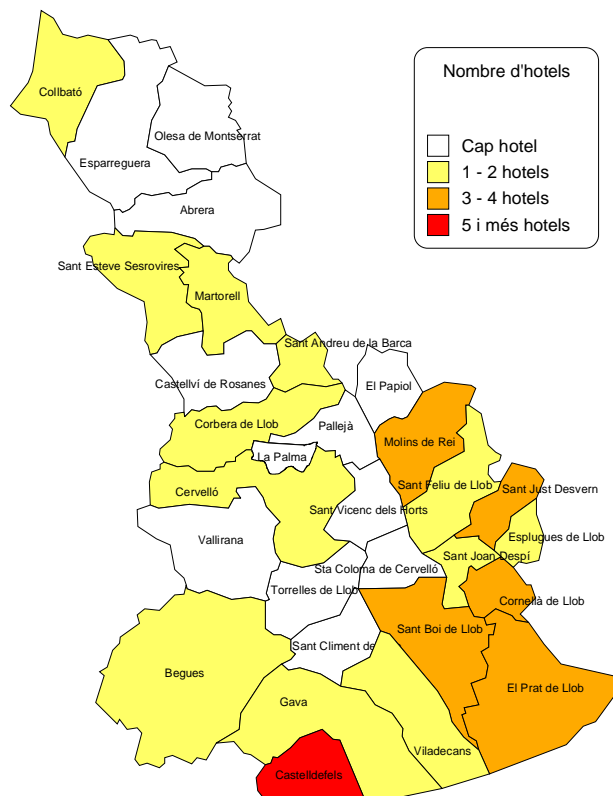 Nombre d'hotels
Cap hotel
1 - 2 hotels
3 - 4 hotels
5 i més hotels
Collbató
Olesa de Montserrat
Esparreguera
Abrera
Sant Esteve Sesrovires
Martorell
Sant Andreu de la Barca
Castellví de Rosanes
El Papiol
Corbera de Llob
Pallejà
Molins de Rei
La Palma
Cervelló
Sant Feliu de Llob
Sant Just Desvern
Sant Vicenc dels Horts
Vallirana
Esplugues de Llob
Sant Joan Despí
Sta Coloma de Cervelló
Torrelles de Llob
Cornellà de Llob
Sant Boi de Llob
Sant Climent de
Begues
El Prat de Llob
Gava
Viladecans
Castelldefels